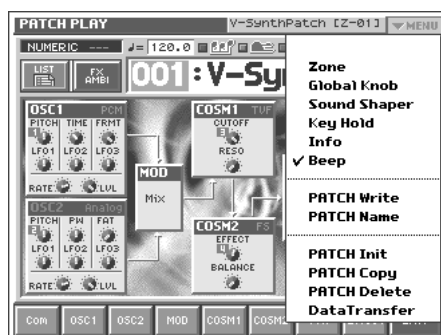 PATCH PLAY
V-SynthPatch [Z-01]
MENU
NUMERIC ---
= 120.0
LIST
FX
AMBI
001 : V-Sy
Zone
Global Knob
Sound Shaper
Key Hold
Info
✓ Beep
PATCH Write
PATCH Name
PATCH Init
PATCH Copy
PATCH Delete
DataTransfer
OSC1 PCM
PITCH TIME FRMT
1
LFO1 LFO2 LFO3
RATE LVL
OSC2 Analog
PITCH PW FAT
2
LFO1 LFO2 LFO3
RATE LVL
MOD
Mix
COSM1 TVF
CUTOFF
3
RESO
COSM2 FS
EFFECT
4
BALANCE
Com OSC1 OSC2 MOD COSM1 COSM2